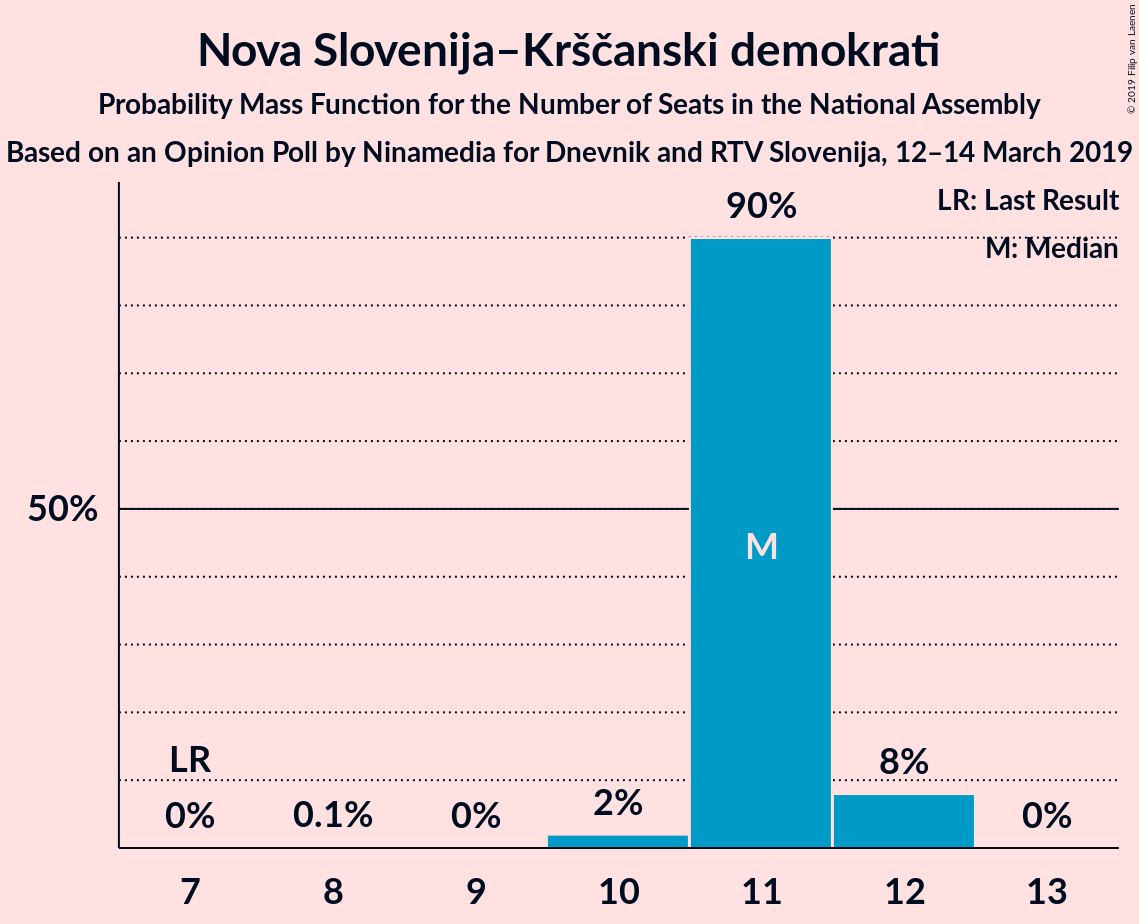 Nova Slovenija–Krščanski demokrati
Probability Mass Function for the Number of Seats in the National Assembly
Based on an Opinion Poll by Ninamedia for Dnevnik and RTV Slovenija, 12–14 March 2019
© 2019 Filip van Laenen
LR: Last Result
M: Median
90%
50%
M
LR
0%
0.1%
0%
2%
8%
0%
7 8 9 10 11 12 13